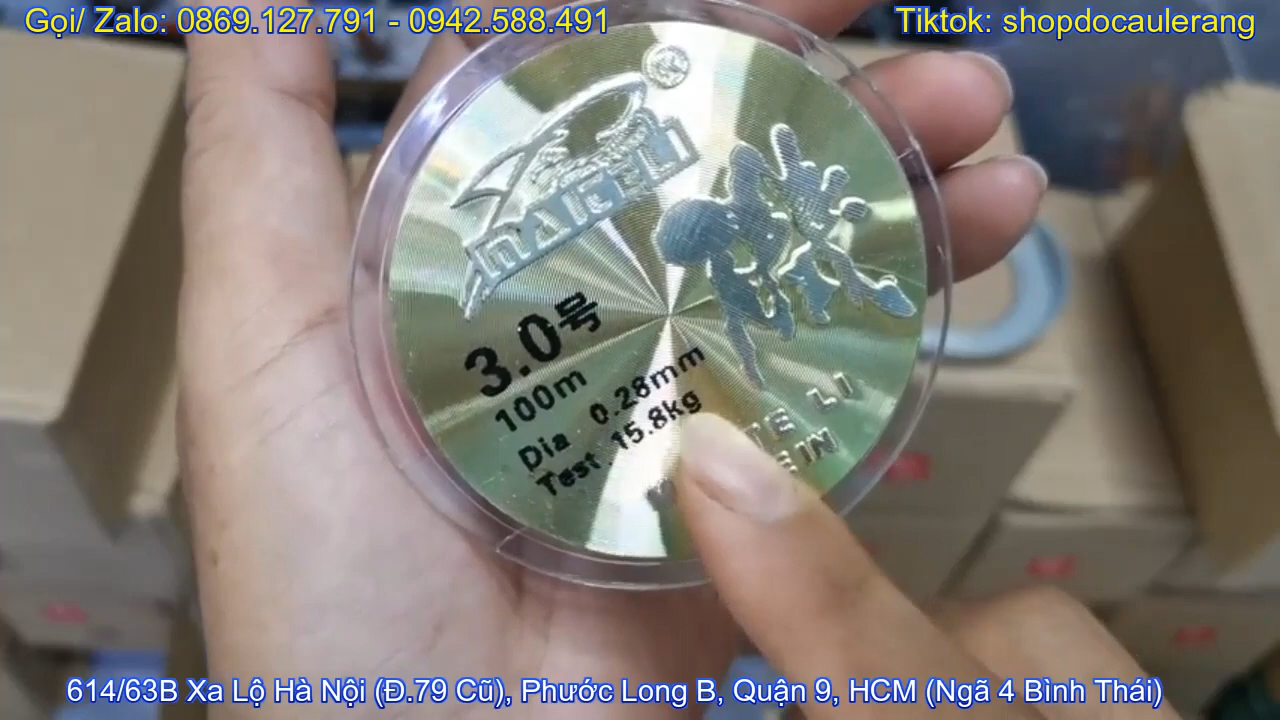 Gọi/ Zalo: 0869.127.791 - 0942.588.491
Tiktok: shopdocaulerang
3.0号
100m
Dia 0.28mm
Test 15.8kg
LI
614/63B Xa Lộ Hà Nội (Đ.79 Cũ), Phước Long B, Quận 9, HCM (Ngã 4 Bình Thái)